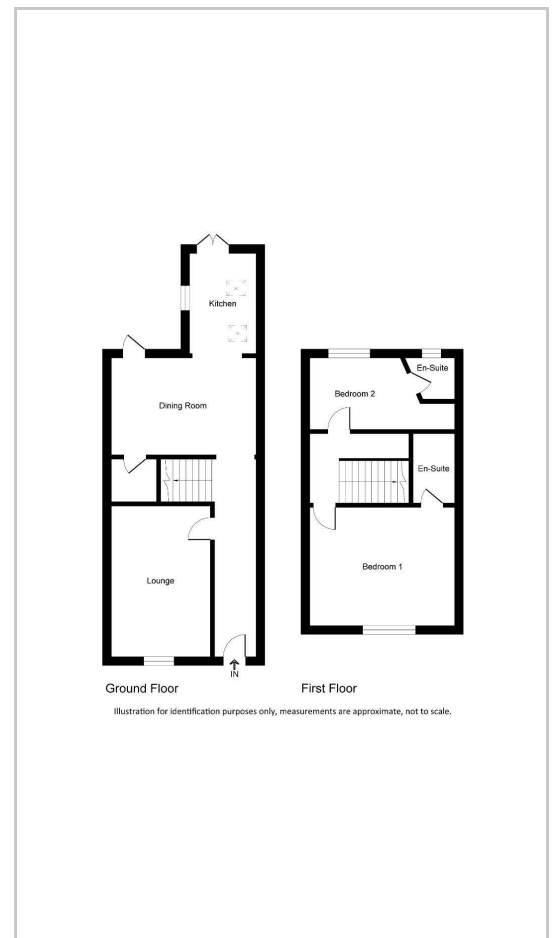 Kitchen
Dining Room
Lounge
IN
Ground Floor
En-Suite
Bedroom 2
En-Suite
Bedroom 1
First Floor
Illustration for identification purposes only, measurements are approximate, not to scale.